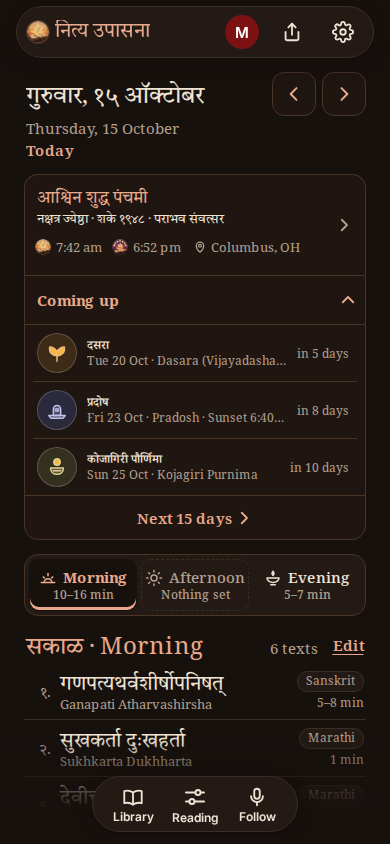 नित्य उपासना
M
गुरुवार, १५ ऑक्टोबर
Thursday, 15 October
Today
आश्विन शुद्ध पंचमी
नक्षत्र ज्येष्ठा · शके १९४८ · पराभव संवत्सर
7:42 am 6:52 pm Columbus, OH
Coming up
दसरा
Tue 20 Oct · Dasara (Vijayadasha...
in 5 days
प्रदोष
Fri 23 Oct · Pradosh · Sunset 6:40...
in 8 days
कोजागिरी पौर्णिमा
Sun 25 Oct · Kojagiri Purnima
in 10 days
Next 15 days
Morning
10–16 min
Afternoon
Nothing set
Evening
5–7 min
सकाळ · Morning
6 texts
Edit
१.
गणपत्यथर्वशीर्षोपनिषत्
Ganapati Atharvashirsha
Sanskrit
5–8 min
२.
सुखकर्ता दुःखहर्ता
Sukhkarta Dukhharta
Marathi
1 min
Marathi
Library
Reading
Follow